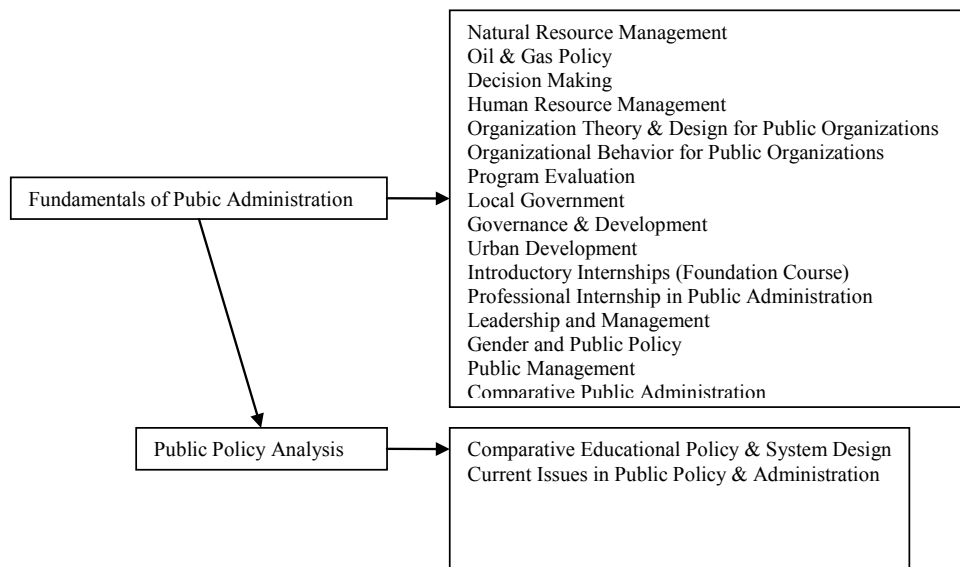 Natural Resource Management
Oil & Gas Policy
Decision Making
Human Resource Management
Organization Theory & Design for Public Organizations
Organizational Behavior for Public Organizations
Program Evaluation
Local Government
Governance & Development
Urban Development
Introductory Internships (Foundation Course)
Professional Internship in Public Administration
Leadership and Management
Gender and Public Policy
Public Management
Comparative Public Administration
Fundamentals of Pubic Administration
Public Policy Analysis
Comparative Educational Policy & System Design
Current Issues in Public Policy & Administration